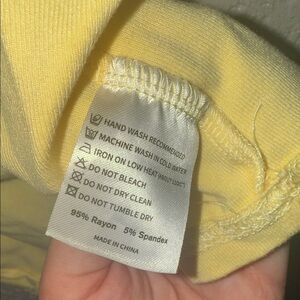 HAND WASH RECOMMENDED
MACHINE WASH IN COLD WATER
IRON ON LOW HEAT
DO NOT BLEACH
DO NOT DRY CLEAN
DO NOT TUMBLE DRY
95% Rayon 5% Spandex
MADE IN CHINA